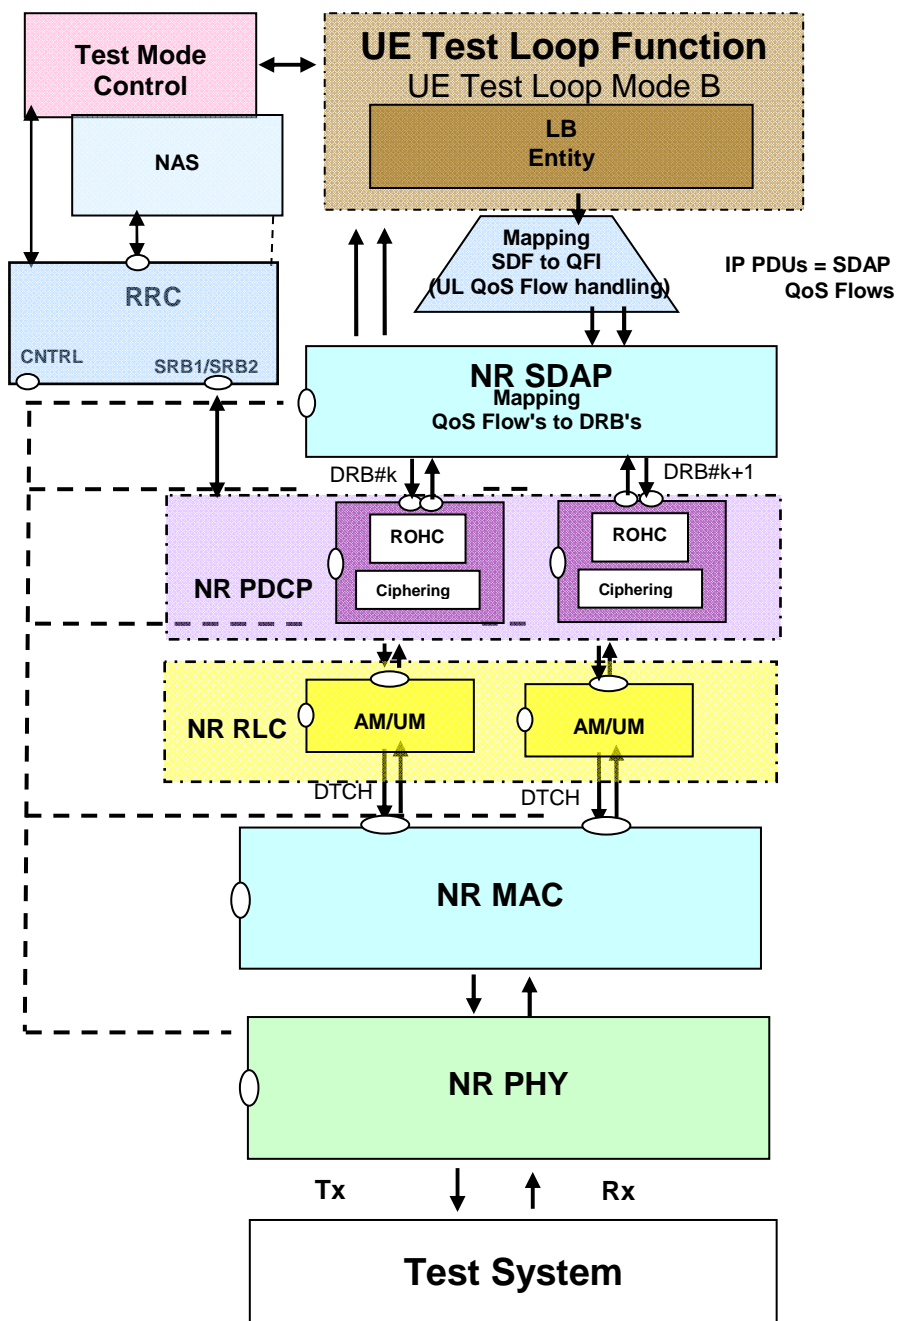 Test Mode
Control
UE Test Loop Function
UE Test Loop Mode B
LB
Entity
NAS
Mapping
SDF to QFI
(UL QoS Flow handling)
IP PDUs = SDAP
QoS Flows
RRC
CNTRL
SRB1/SRB2
NR SDAP
Mapping
QoS Flow's to DRB's
DRB#k
DRB#k+1
ROHC
ROHC
NR PDCP
Ciphering
Ciphering
NR RLC
AM/UM
AM/UM
DTCH
DTCH
NR MAC
NR PHY
Tx
Rx
Test System